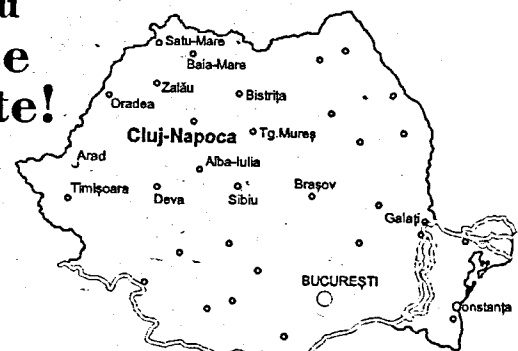 u
e
te!
Satu-Mare
Baia-Mare
Zalău
Oradea
Bistrița
Cluj-Napoca
Tg.Mureș
Arad
Alba-Iulia
Timișoara
Deva
Sibiu
Brașov
Galați
BUCUREȘTI
Constanța